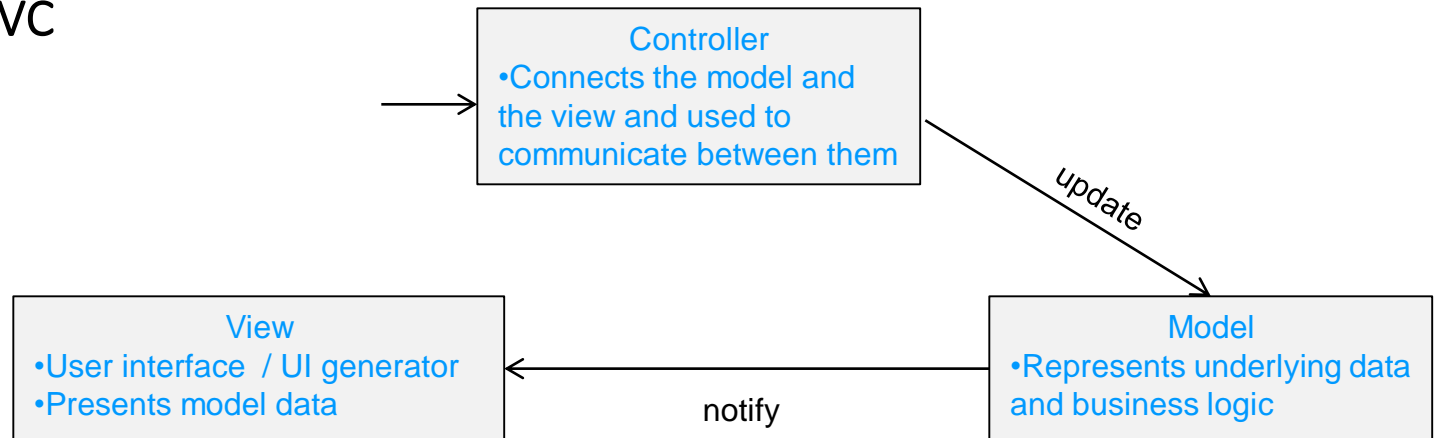 VC
Controller
•Connects the model and
the view and used to
communicate between them
update
View
•User interface / UI generator
•Presents model data
notify
Model
•Represents underlying data
and business logic